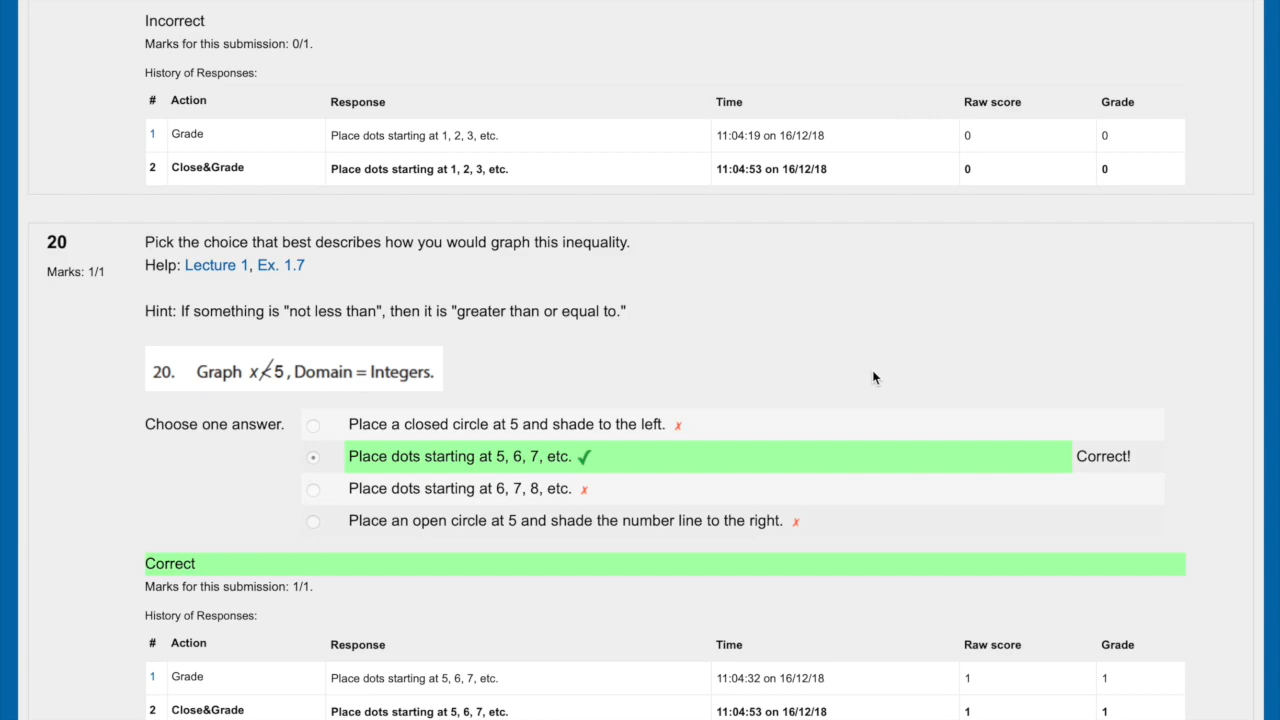 Incorrect
Marks for this submission: 0/1.
History of Responses:
# Action Response Time Raw score Grade
1 Grade Place dots starting at 1, 2, 3, etc. 11:04:19 on 16/12/18 0 0
2 Close&Grade Place dots starting at 1, 2, 3, etc. 11:04:53 on 16/12/18 0 0
20 Pick the choice that best describes how you would graph this inequality.
Marks: 1/1 Help: Lecture 1, Ex. 1.7
Hint: If something is "not less than", then it is "greater than or equal to."
20. Graph x ≮ 5, Domain = Integers.
Choose one answer. Place a closed circle at 5 and shade to the left. ✗
Place dots starting at 5, 6, 7, etc. ✓ Correct!
Place dots starting at 6, 7, 8, etc. ✗
Place an open circle at 5 and shade the number line to the right. ✗
Correct
Marks for this submission: 1/1.
History of Responses:
# Action Response Time Raw score Grade
1 Grade Place dots starting at 5, 6, 7, etc. 11:04:32 on 16/12/18 1 1
2 Close&Grade Place dots starting at 5, 6, 7, etc. 11:04:53 on 16/12/18 1 1